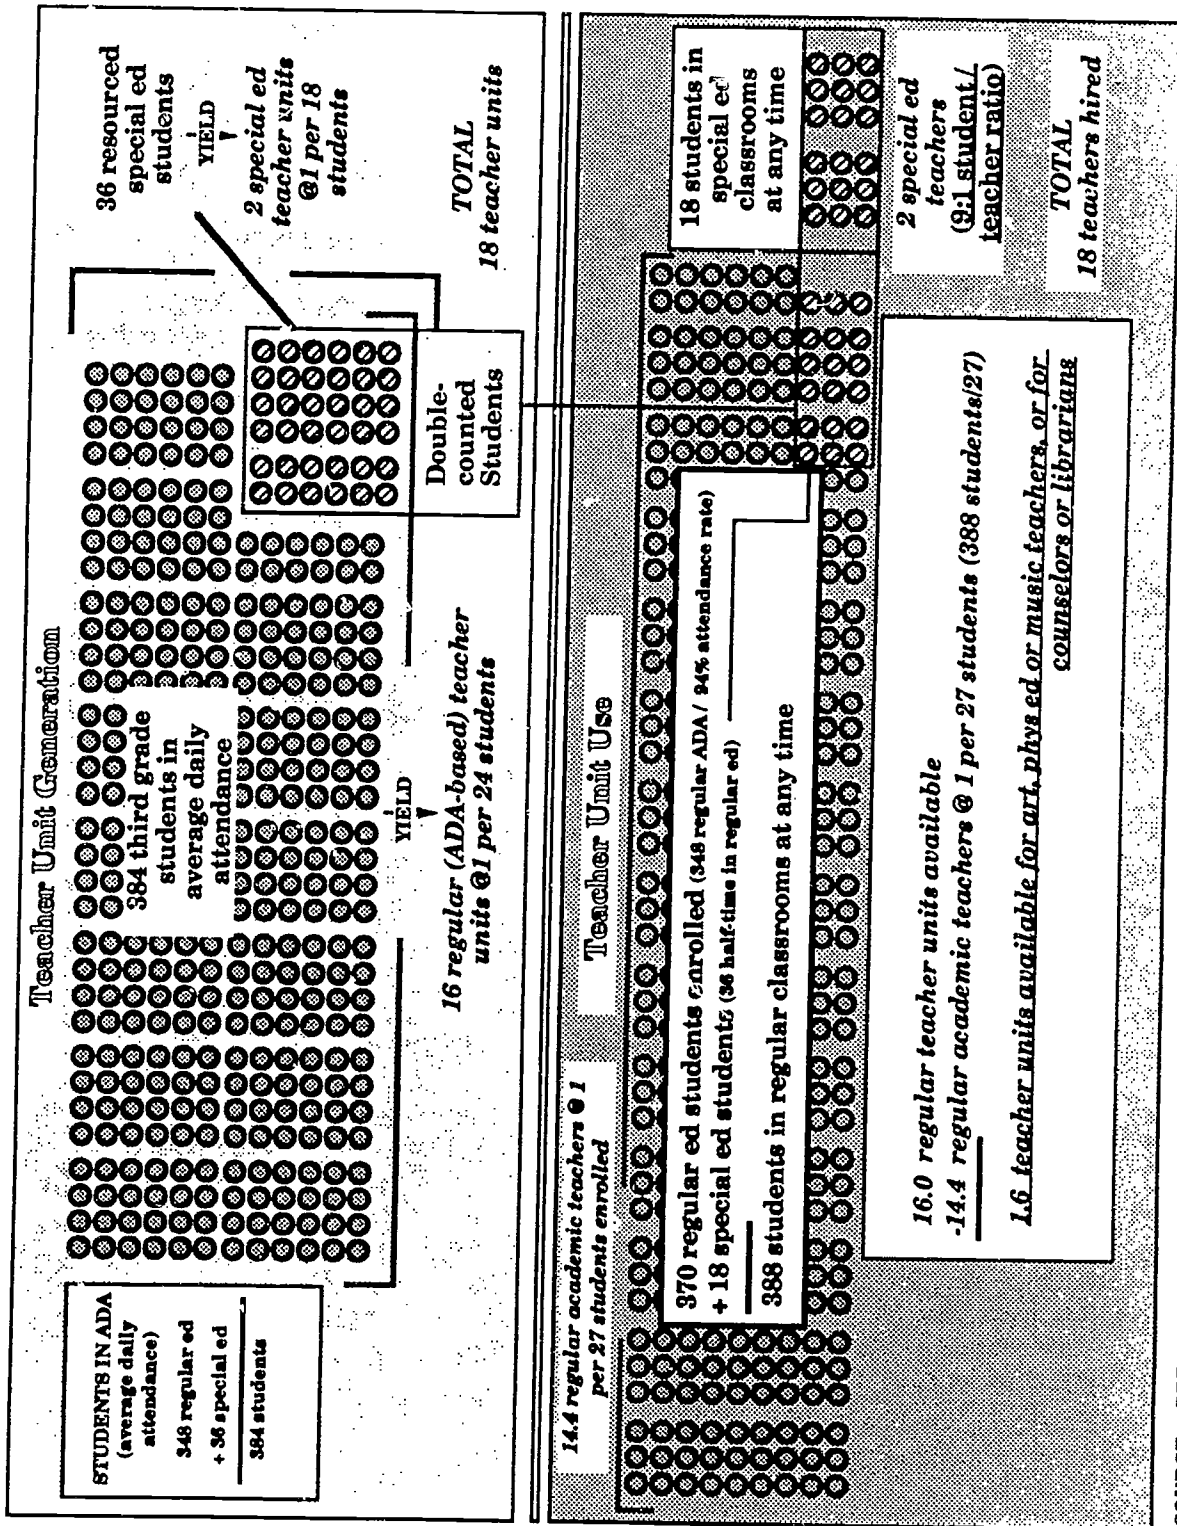 Teacher Unit Generation
STUDENTS IN ADA
(average daily
attendance)
348 regular ed
+ 36 special ed
384 students
384 third grade
students in
average daily
attendance
YIELD
16 regular (ADA-based) teacher
units @1 per 24 students
Double-
counted
Students
36 resourced
special ed
students
YIELD
2 special ed
teacher units
@1 per 18
students
TOTAL
18 teacher units
Teacher Unit Use
14.4 regular academic teachers @ 1
per 27 students enrolled
370 regular ed students enrolled (348 regular ADA / 94% attendance rate)
+ 18 special ed students (36 half-time in regular ed)
388 students in regular classrooms at any time
18 students in
special ed
classrooms
at any time
2 special ed
teachers
(9:1 student /
teacher ratio)
TOTAL
18 teachers hired
16.0 regular teacher units available
-14.4 regular academic teachers @ 1 per 27 students (388 students/27)
1.6 teacher units available for art, phys ed or music teachers, or for
counselors or librarians